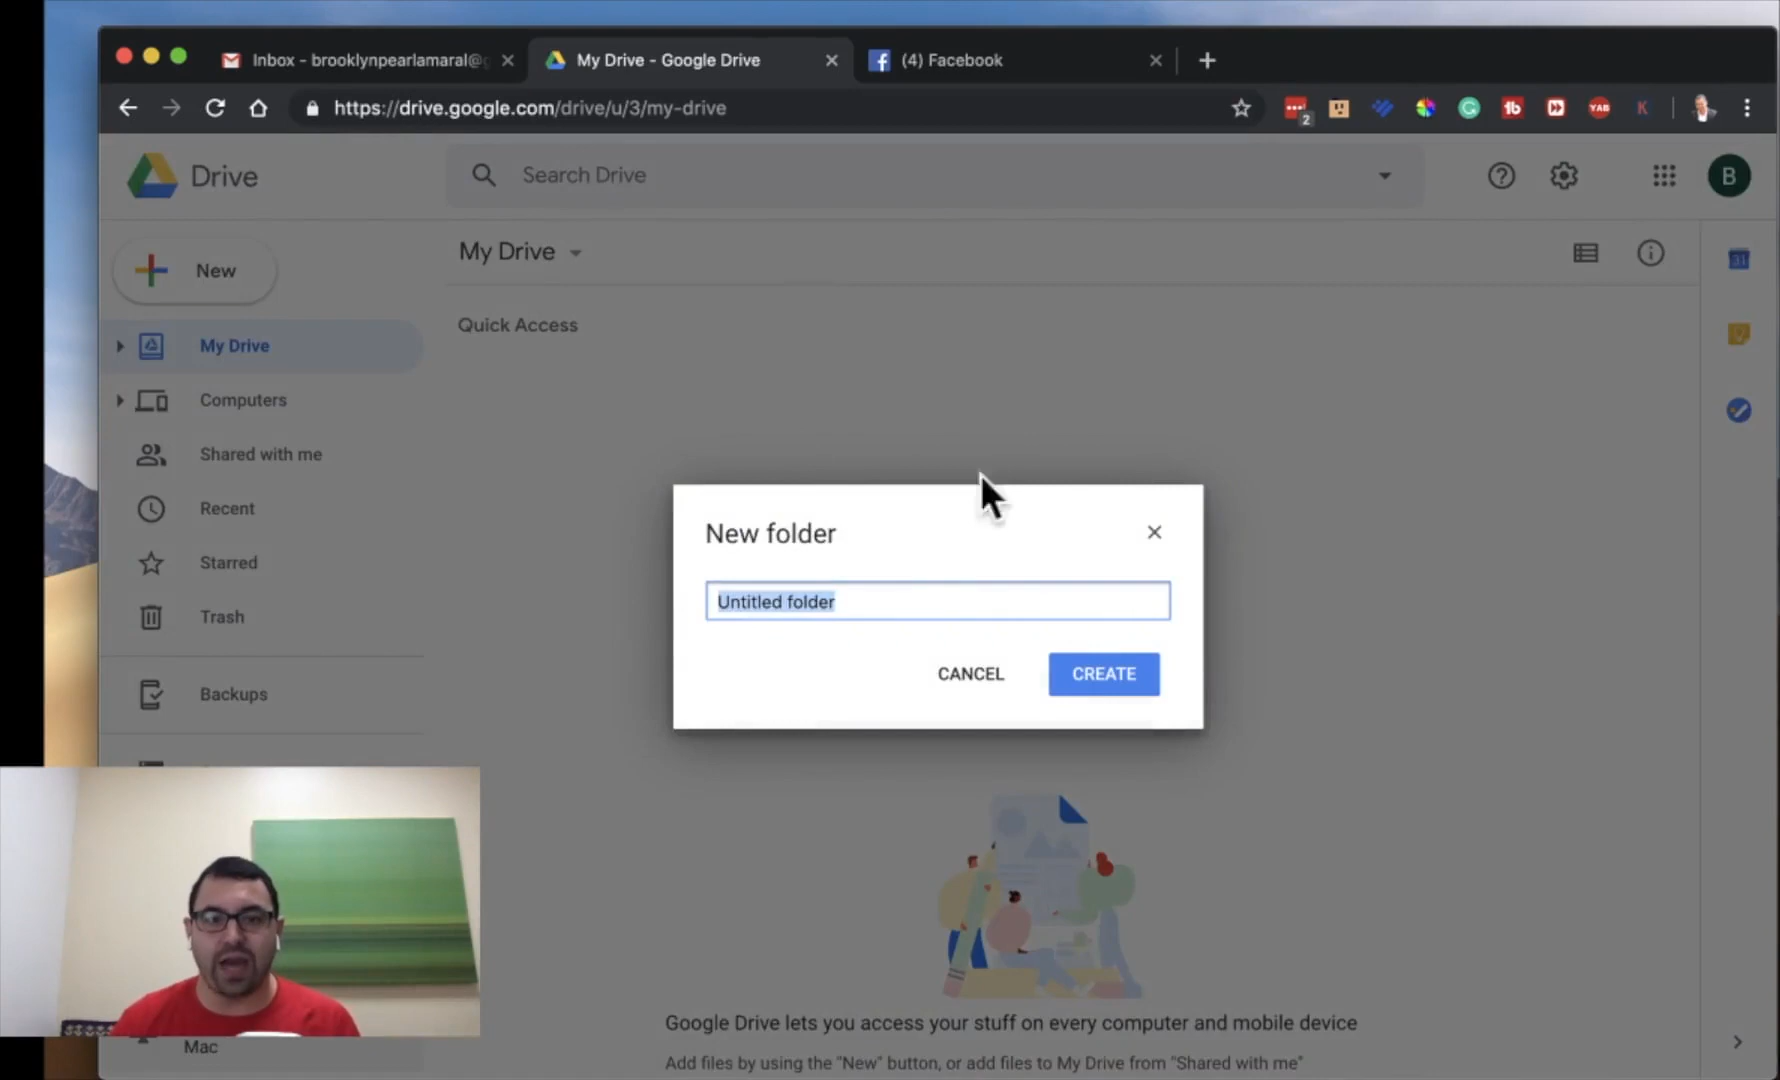 Inbox - brooklynpearlamaral@
My Drive - Google Drive
(4) Facebook
https://drive.google.com/drive/u/3/my-drive
2
YAB
K
Drive
Search Drive
B
New
My Drive
31
My Drive
Quick Access
Computers
Shared with me
Recent
Starred
Trash
Backups
New folder
Untitled folder
CANCEL
CREATE
Google Drive lets you access your stuff on every computer and mobile device
Mac
Add files by using the "New" button, or add files to My Drive from "Shared with me"